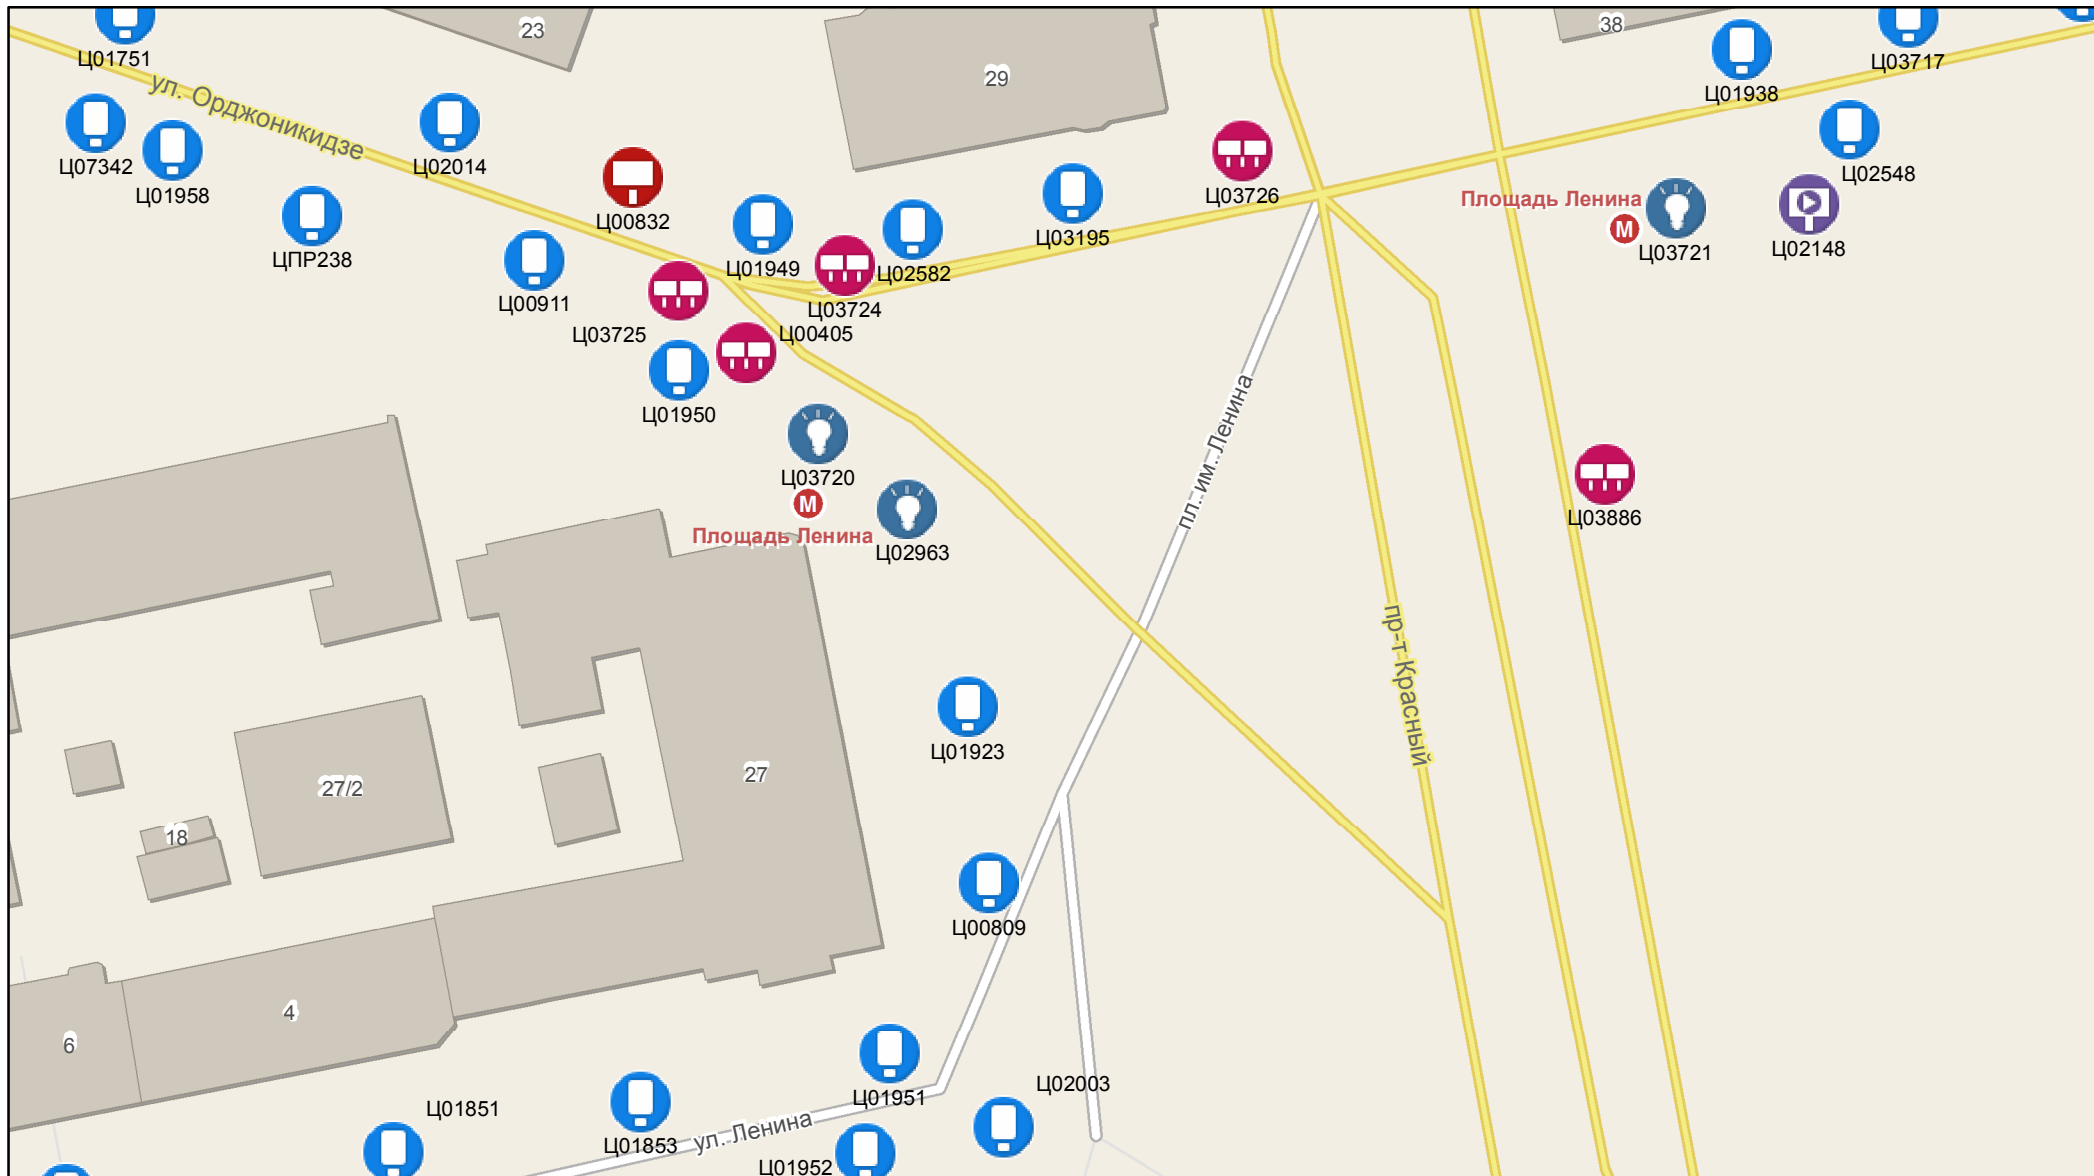 23
38
Ц01751
ул. Орджоникидзе
29
Ц01938
Ц03717
Ц07342
Ц01958
Ц02014
Ц02548
Ц00832
Ц03726
Площадь Ленина
М
Ц03721
Ц02148
ЦПР238
Ц03195
Ц01949
Ц02582
Ц00911
Ц03724
Ц03725
Ц00405
Ц01950
пл. им. Ленина
Ц03720
М
Площадь Ленина
Ц02963
Ц03886
пр-т Красный
Ц01923
27
27/2
18
Ц00809
4
6
Ц01951
Ц02003
Ц01851
Ц01853
ул. Ленина
Ц01952